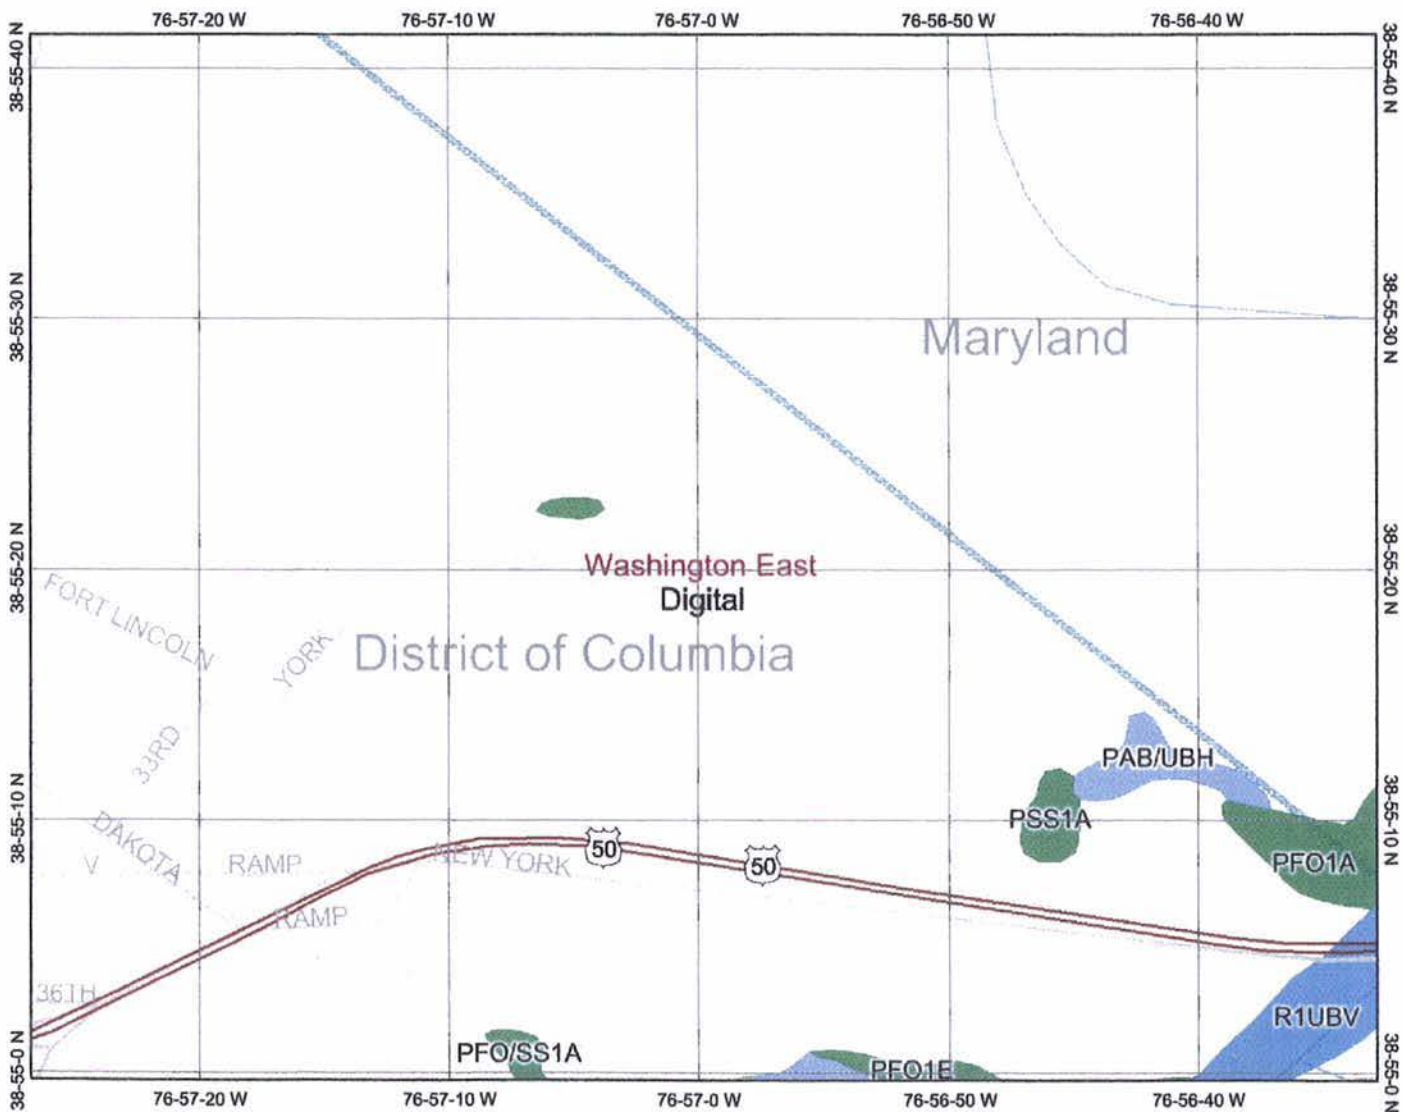 76-57-20 W 76-57-10 W 76-57-0 W 76-56-50 W 76-56-40 W
38-55-40 N
38-55-40 N
38-55-30 N
38-55-30 N
Maryland
Washington East
Digital
38-55-20 N
38-55-20 N
FORT LINCOLN
YORK
District of Columbia
33RD
PAB/UBH
38-55-10 N
38-55-10 N
PSS1A
DAKOTA
V
RAMP
NEW YORK
50
50
PFO1A
RAMP
36TH
R1UBV
PFO/SS1A
PFO1E
38-55-0 N
38-55-0 N
76-57-20 W 76-57-10 W 76-57-0 W 76-56-50 W 76-56-40 W